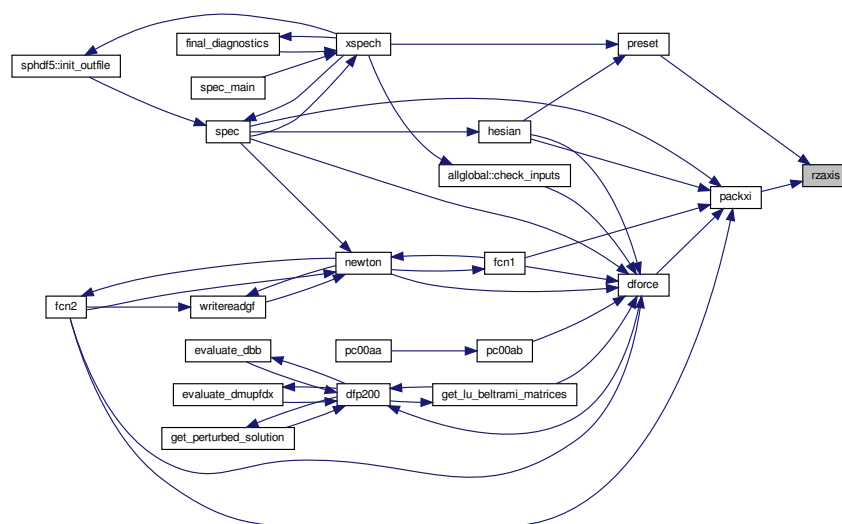 final_diagnostics
xspech
preset
sphdf5::init_outfile
spec_main
spec
hesian
allglobal::check_inputs
rzaxis
packxi
newton
fcn1
dforce
fcn2
writereadgf
evaluate_dbb
pc00aa
pc00ab
evaluate_dmupfdx
dfp200
get_lu_beltrami_matrices
get_perturbed_solution